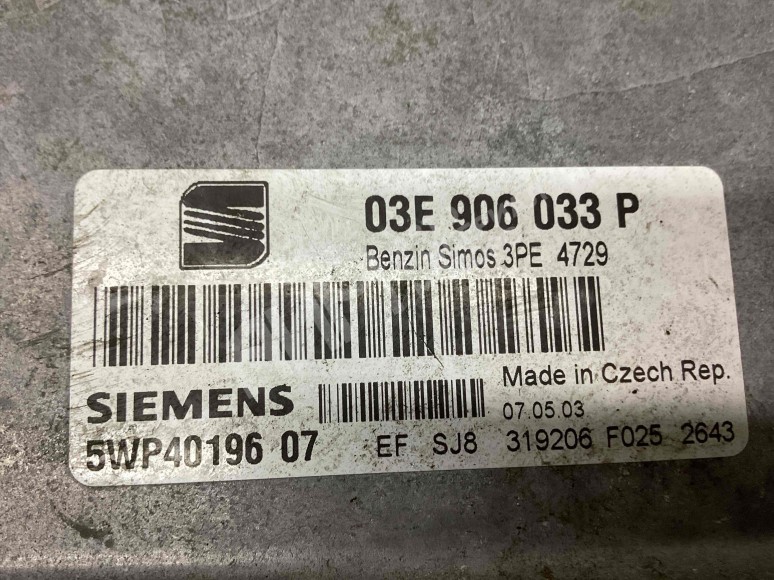 03E 906 033 P
Benzin Simos 3PE 4729
SIEMENS
Made in Czech Rep.
07.05.03
5WP40196 07
EF SJ8 319206 F025 2643